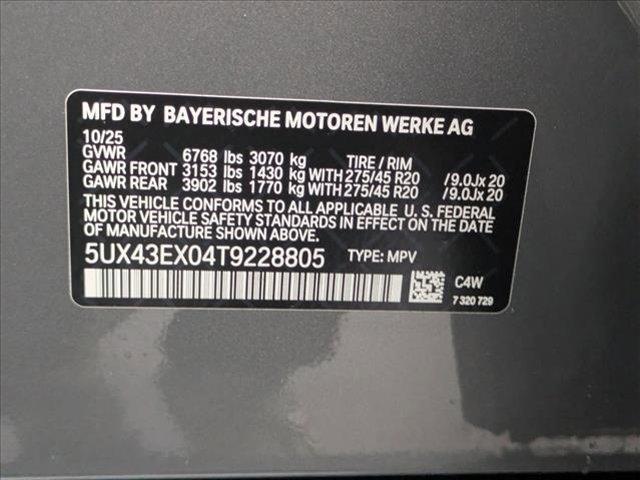 MFD BY BAYERISCHE MOTOREN WERKE AG
10/25
GVWR 6768 lbs 3070 kg TIRE / RIM
GAWR FRONT 3153 lbs 1430 kg WITH 275/45 R20 /9.0Jx 20
GAWR REAR 3902 lbs 1770 kg WITH 275/45 R20 /9.0Jx 20
THIS VEHICLE CONFORMS TO ALL APPLICABLE U. S. FEDERAL
MOTOR VEHICLE SAFETY STANDARDS IN EFFECT ON THE DATE
OF MANUFACTURE SHOWN ABOVE.
5UX43EX04T9228805 TYPE: MPV
C4W
7 320 729